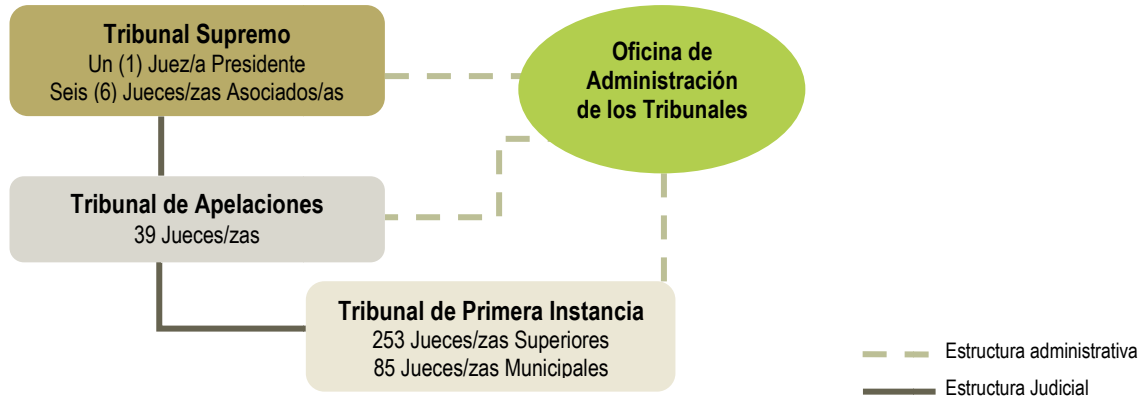 Tribunal Supremo
Un (1) Juez/a Presidente
Seis (6) Jueces/zas Asociados/as
Oficina de
Administración
de los Tribunales
Tribunal de Apelaciones
39 Jueces/zas
Tribunal de Primera Instancia
253 Jueces/zas Superiores
85 Jueces/zas Municipales
Estructura administrativa
Estructura Judicial